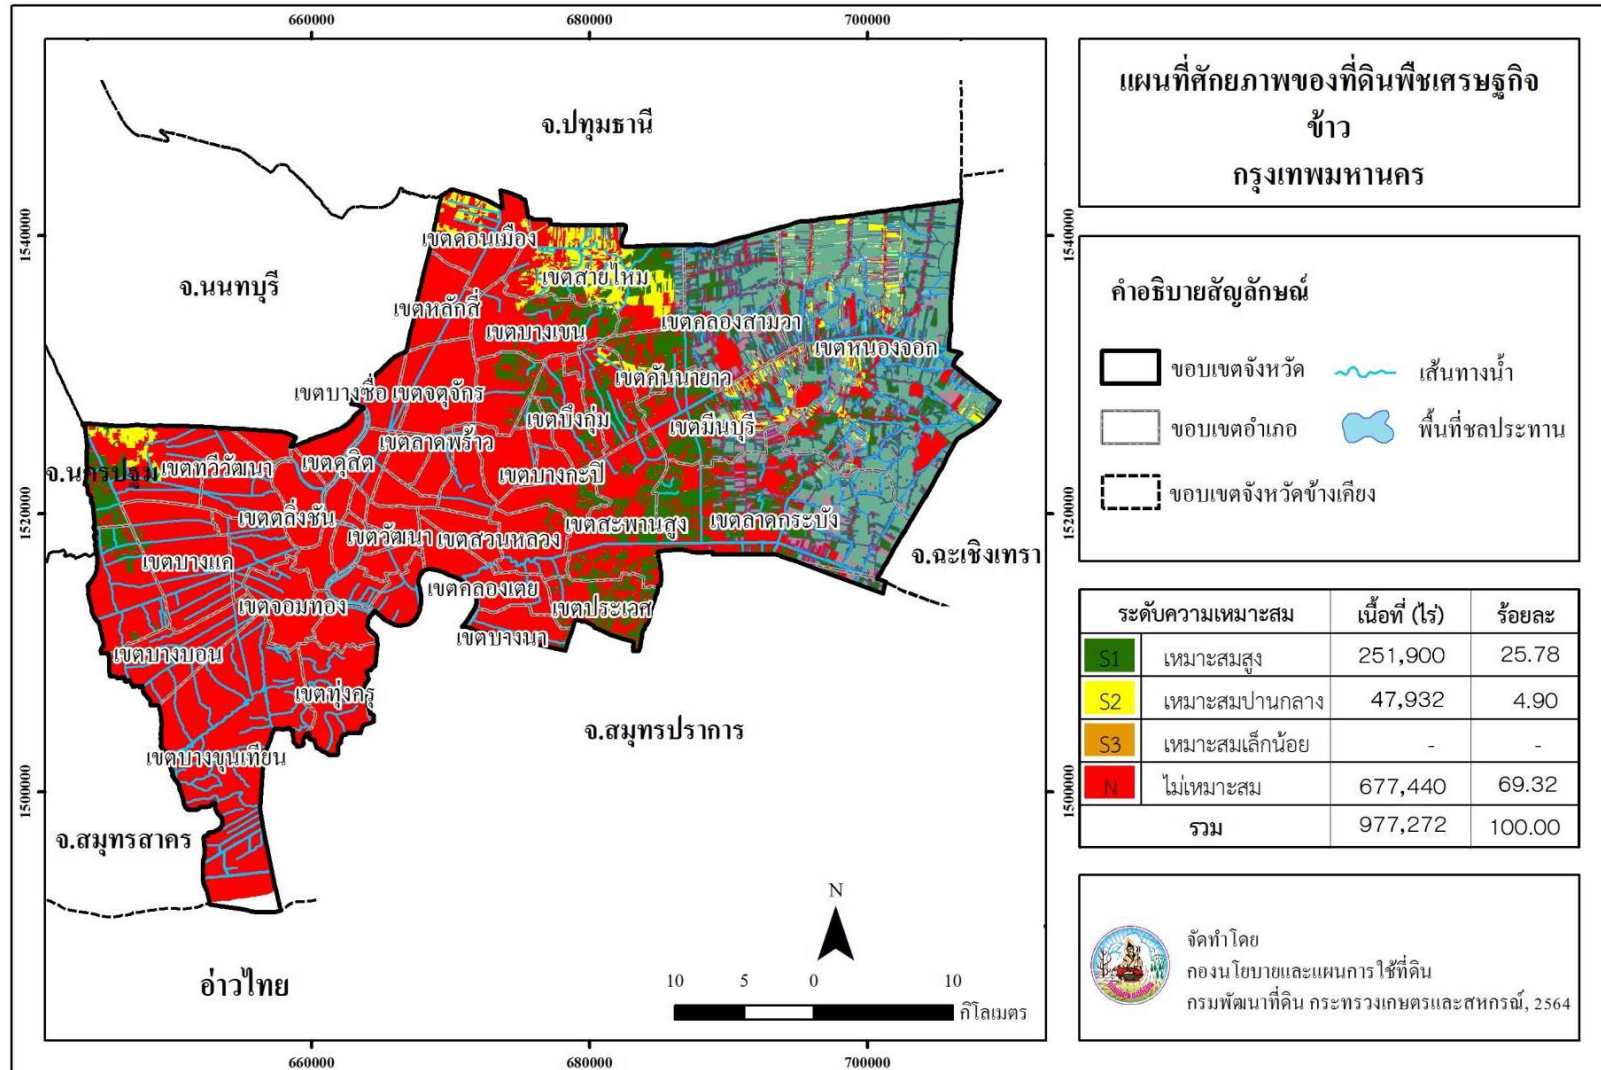 660000
680000
700000
1540000
1520000
1500000
จ.ปทุมธานี
จ.นนทบุรี
จ.นครปฐม
จ.สมุทรสาคร
จ.สมุทรปราการ
จ.ฉะเชิงเทรา
อ่าวไทย
เขตดอนเมือง
เขตสายไหม
เขตหลักสี่
เขตบางเขน
เขตคลองสามวา
เขตหนองจอก
เขตคันนายาว
เขตบางซื่อ
เขตจตุจักร
เขตบึงกุ่ม
เขตมีนบุรี
เขตลาดพร้าว
เขตทวีวัฒนา
เขตดุสิต
เขตบางกะปิ
เขตตลิ่งชัน
เขตวัฒนา
เขตสวนหลวง
เขตสะพานสูง
เขตลาดกระบัง
เขตบางแค
เขตคลองเตย
เขตจอมทอง
เขตประเวศ
เขตบางนา
เขตบางบอน
เขตทุ่งครุ
เขตบางขุนเทียน
N
10 5 0 10
กิโลเมตร
660000
680000
700000
1540000
1520000
1500000
แผนที่ศักยภาพของที่ดินพืชเศรษฐกิจ
ข้าว
กรุงเทพมหานคร
คำอธิบายสัญลักษณ์
ขอบเขตจังหวัด
เส้นทางน้ำ
ขอบเขตอำเภอ
พื้นที่ชลประทาน
ขอบเขตจังหวัดข้างเคียง
ระดับความเหมาะสม เนื้อที่ (ไร่) ร้อยละ
S1 เหมาะสมสูง 251,900 25.78
S2 เหมาะสมปานกลาง 47,932 4.90
S3 เหมาะสมเล็กน้อย - -
N ไม่เหมาะสม 677,440 69.32
รวม 977,272 100.00
จัดทำโดย
กองนโยบายและแผนการใช้ที่ดิน
กรมพัฒนาที่ดิน กระทรวงเกษตรและสหกรณ์, 2564